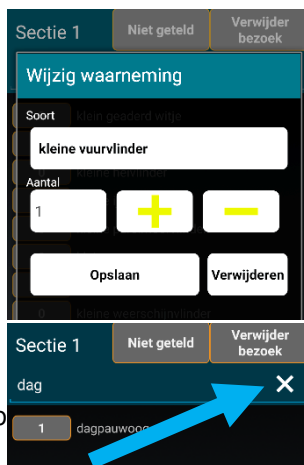 Sectie 1
Niet geteld
Verwijder
bezoek
Wijzig waarneming
klein geaderd witje
Soort
kleine vuurvlinder
Aantal
1
Opslaan
Verwijderen
0 kleine weerschijnvlinder
Sectie 1
Niet geteld
Verwijder
bezoek
dag
1